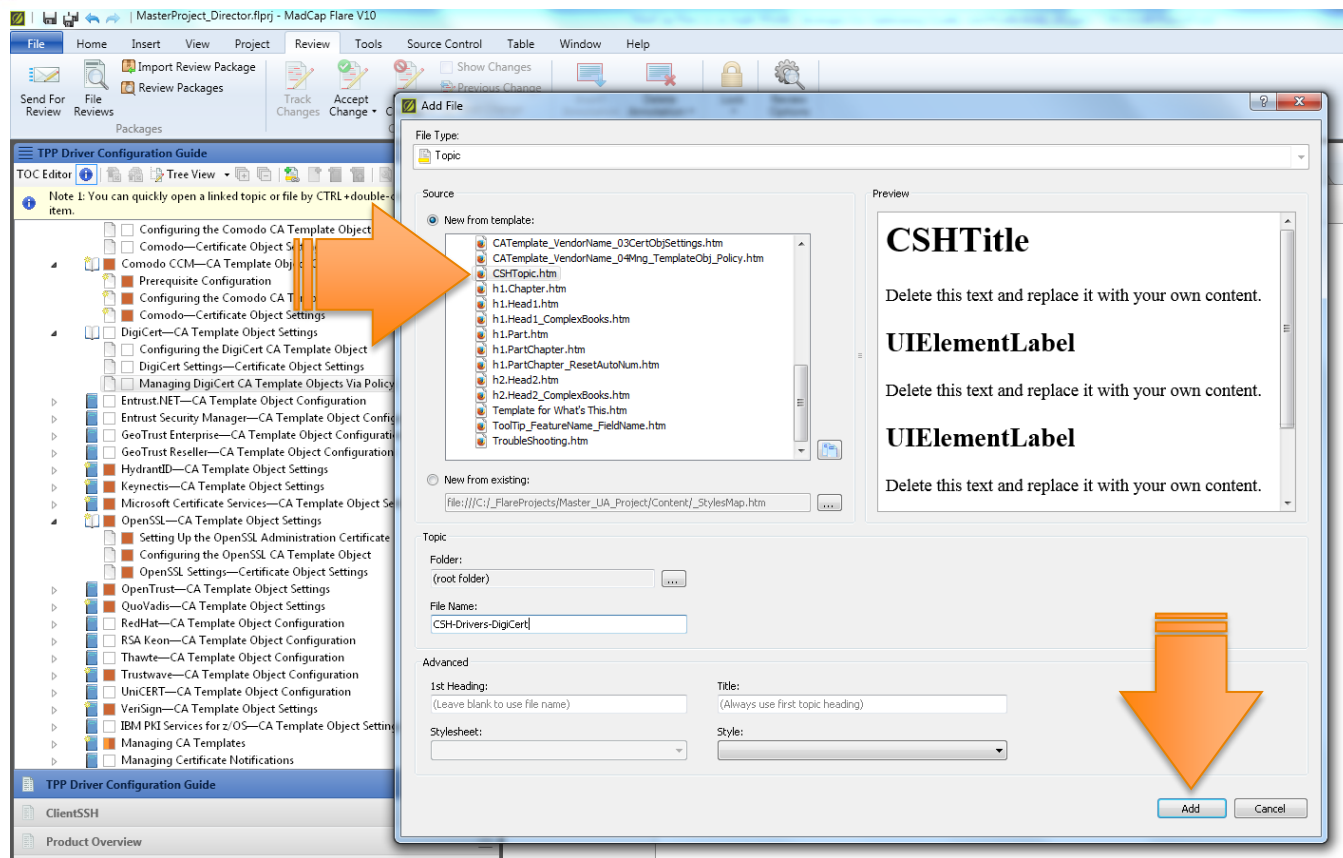 MasterProject_Director.flprj - MadCap Flare V10
File Home Insert View Project Review Tools Source Control Table Window Help
Import Review Package
Review Packages
Send For Review
File Reviews
Track Changes
Accept Change
Show Changes
Previous Change
Packages
TPP Driver Configuration Guide
TOC Editor Tree View
Note 1: You can quickly open a linked topic or file by CTRL+double-
item.
Configuring the Comodo CA Template Object
Comodo—Certificate Object
Comodo CCM—CA Template
Prerequisite Configuration
Configuring the Comodo CA
Comodo—Certificate Object Settings
DigiCert—CA Template Object Settings
Configuring the DigiCert CA Template Object
DigiCert Settings—Certificate Object Settings
Managing DigiCert CA Template Objects Via Policy
Entrust.NET—CA Template Object Configuration
Entrust Security Manager—CA Template Object Config
GeoTrust Enterprise—CA Template Object Configurati
GeoTrust Reseller—CA Template Object Configuration
HydrantID—CA Template Object Settings
Keynectis—CA Template Object Settings
Microsoft Certificate Services—CA Template Object Se
OpenSSL—CA Template Object Settings
Setting Up the OpenSSL Administration Certificate
Configuring the OpenSSL CA Template Object
OpenSSL Settings—Certificate Object Settings
OpenTrust—CA Template Object Settings
QuoVadis—CA Template Object Settings
RedHat—CA Template Object Configuration
RSA Keon—CA Template Object Configuration
Thawte—CA Template Object Configuration
Trustwave—CA Template Object Configuration
UniCERT—CA Template Object Configuration
VeriSign—CA Template Object Settings
IBM PKI Services for z/OS—CA Template Object Setting
Managing CA Templates
Managing Certificate Notifications
TPP Driver Configuration Guide
ClientSSH
Product Overview
Add File
File Type:
Topic
Source
New from template:
CATemplate_VendorName_03CertObjSettings.htm
CATemplate_VendorName_04Mng_TemplateObj_Policy.htm
CSHTopic.htm
h1.Chapter.htm
h1.Head1.htm
h1.Head1_ComplexBooks.htm
h1.Part.htm
h1.PartChapter.htm
h1.PartChapter_ResetAutoNum.htm
h2.Head2.htm
h2.Head2_ComplexBooks.htm
Template for What's This.htm
ToolTip_FeatureName_FieldName.htm
TroubleShooting.htm
New from existing:
file:///C:/_FlareProjects/Master_UA_Project/Content/_StylesMap.htm ...
Preview
CSHTitle
Delete this text and replace it with your own content.
UIElementLabel
Delete this text and replace it with your own content.
UIElementLabel
Delete this text and replace it with your own content.
Topic
Folder:
(root folder) ...
File Name:
CSH-Drivers-DigiCert
Advanced
1st Heading: Title:
(Leave blank to use file name) (Always use first topic heading)
Stylesheet: Style:
Add Cancel